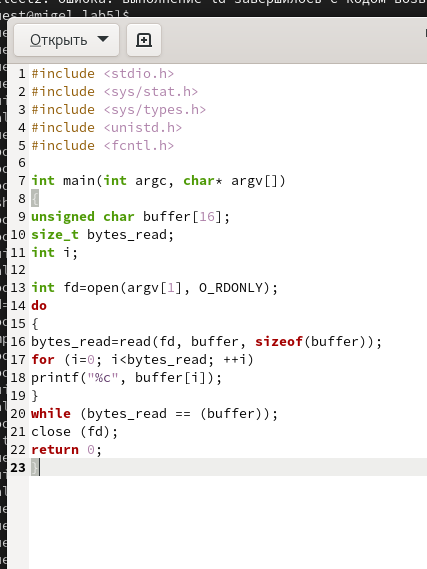 Открыть
1 #include <stdio.h>
2 #include <sys/stat.h>
3 #include <sys/types.h>
4 #include <unistd.h>
5 #include <fcntl.h>
6
7 int main(int argc, char* argv[])
8 {
9 unsigned char buffer[16];
10 size_t bytes_read;
11 int i;
12
13 int fd=open(argv[1], O_RDONLY);
14 do
15 {
16 bytes_read=read(fd, buffer, sizeof(buffer));
17 for (i=0; i<bytes_read; ++i)
18 printf("%c", buffer[i]);
19 }
20 while (bytes_read == (buffer));
21 close (fd);
22 return 0;
23 }